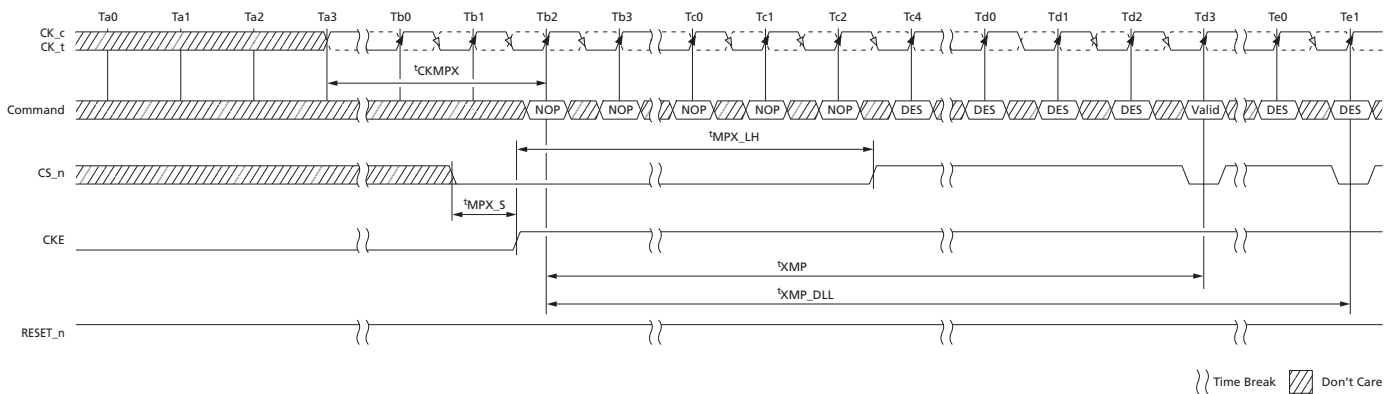 Ta0 Ta1 Ta2 Ta3 Tb0 Tb1 Tb2 Tb3 Tc0 Tc1 Tc2 Tc4 Td0 Td1 Td2 Td3 Te0 Te1
CK_c
CK_t
tCKMPX
Command NOP NOP NOP NOP NOP DES DES DES DES Valid DES DES
tMPX_LH
CS_n
tMPX_S
CKE
tXMP
tXMP_DLL
RESET_n
Time Break Don't Care